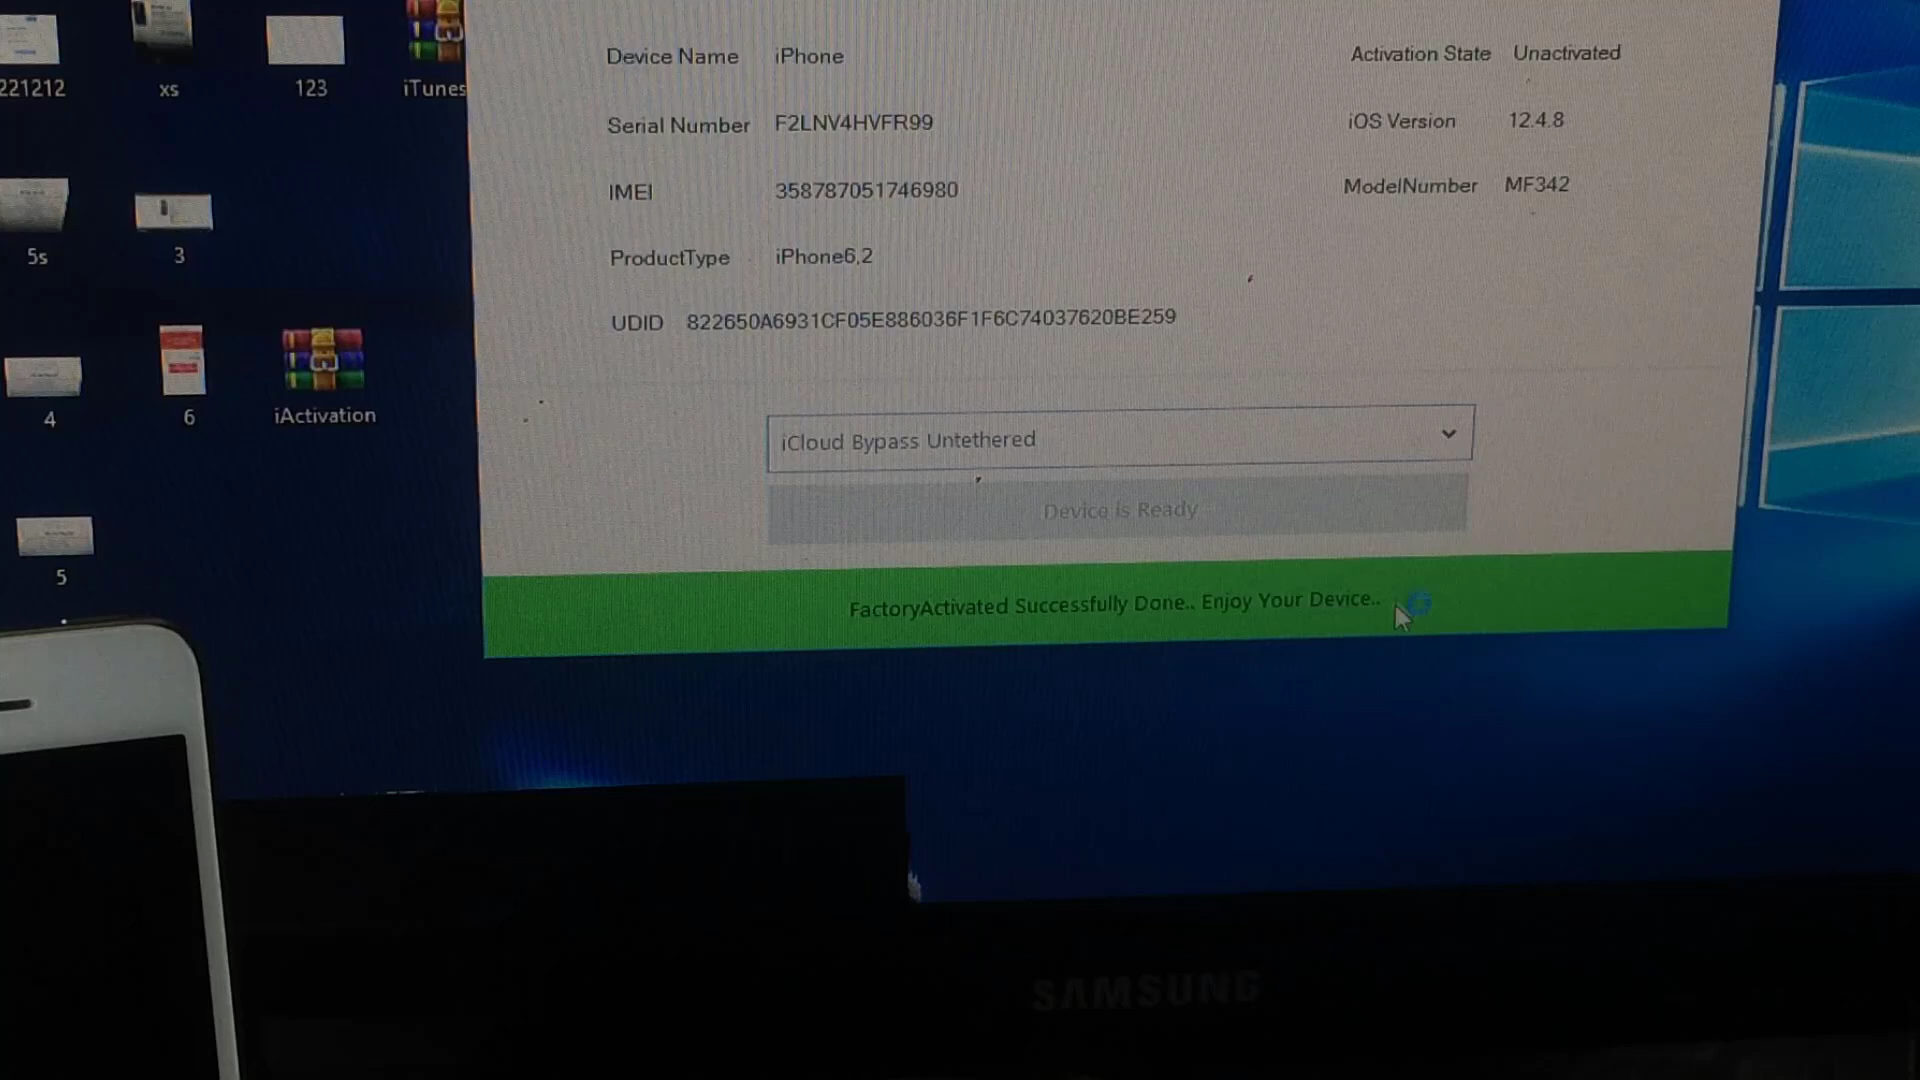 221212
xs
123
iTunes
Device Name iPhone
Activation State Unactivated
Serial Number F2LNV4HVFR99
iOS Version 12.4.8
IMEI 358787051746980
ModelNumber MF342
5s
3
ProductType iPhone6,2
UDID 822650A6931CF05E886036F1F6C74037620BE259
4
6
iActivation
iCloud Bypass Untethered
Device is Ready
5
FactoryActivated Successfully Done.. Enjoy Your Device..
SAMSUNG